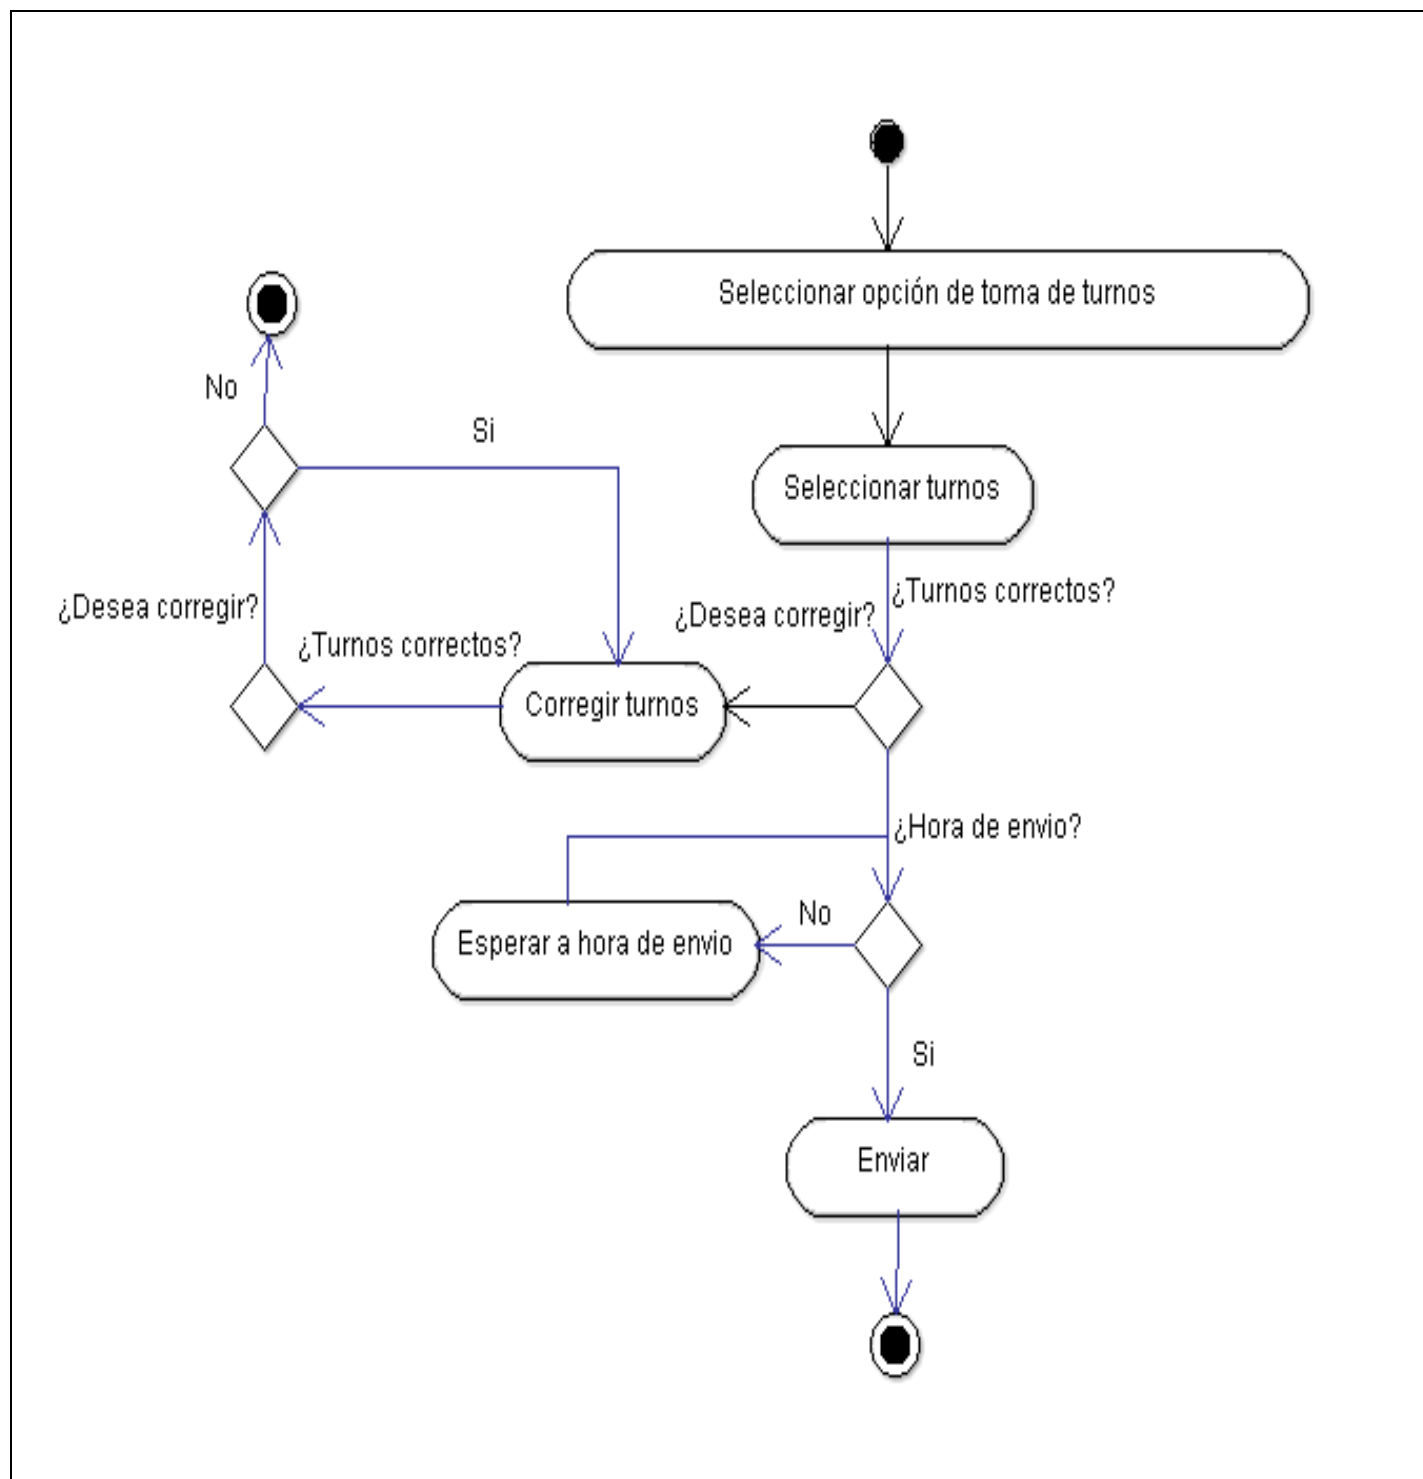 Seleccionar opción de toma de turnos
No
Si
Seleccionar turnos
¿Desea corregir?
¿Turnos correctos?
¿Desea corregir?
¿Turnos correctos?
Corregir turnos
¿Hora de envio?
No
Esperar a hora de envio
Si
Enviar